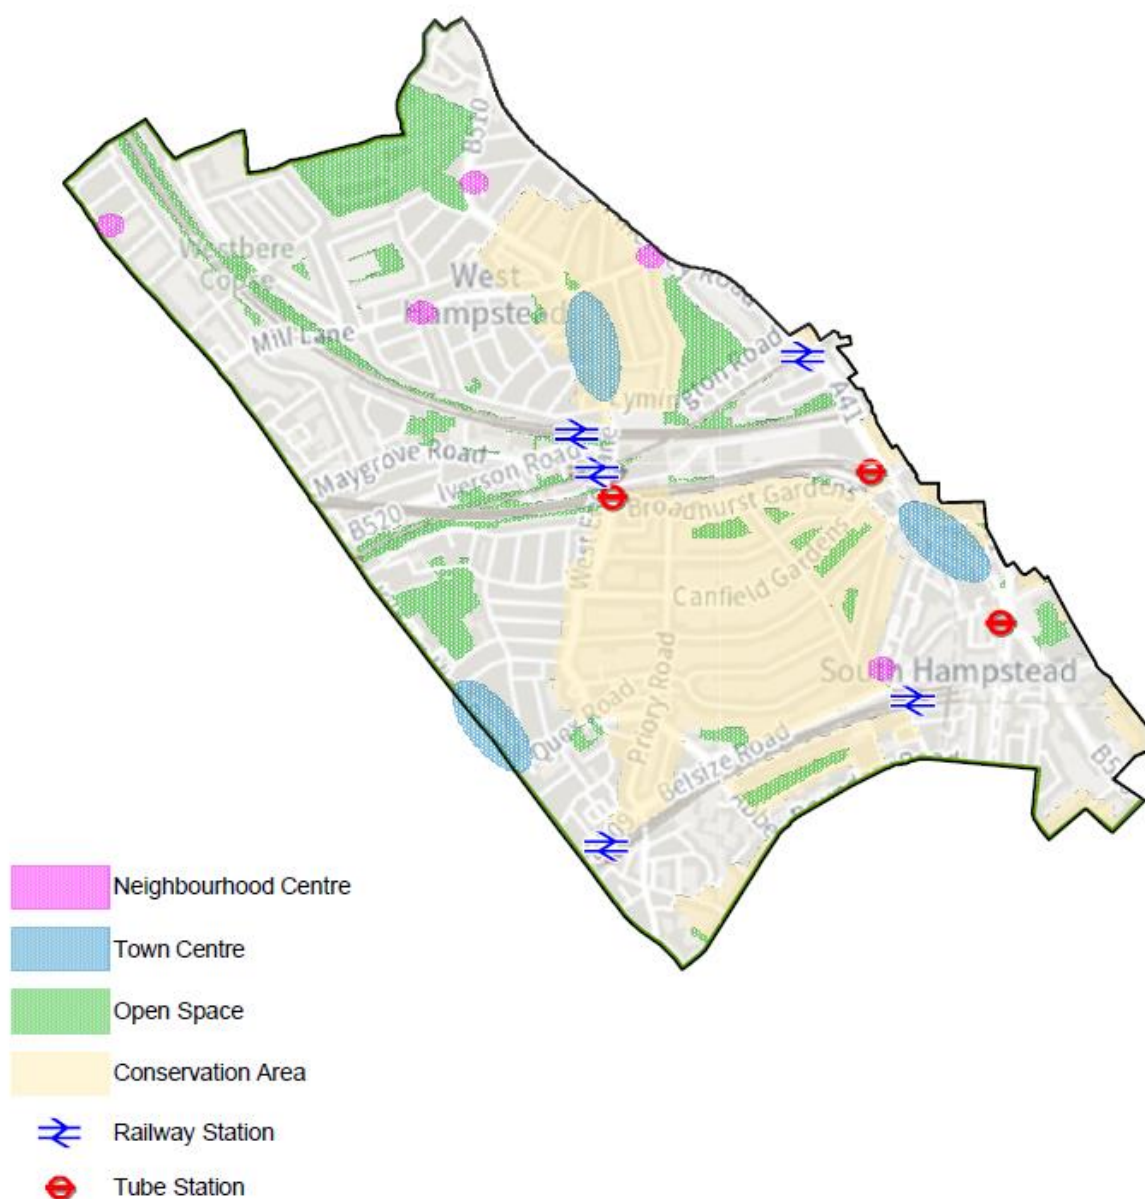 B510
Westbere
Copse
West
Hampstead
Mill Lane
Road
Lymington Road
A41
Maygrove Road
Iverson Road
Lane
B520
Broadhurst Gardens
West E
Canfield Gardens
Priory Road
South Hampstead
Quex Road
Belsize Road
Neighbourhood Centre
Town Centre
Open Space
Conservation Area
Railway Station
Tube Station